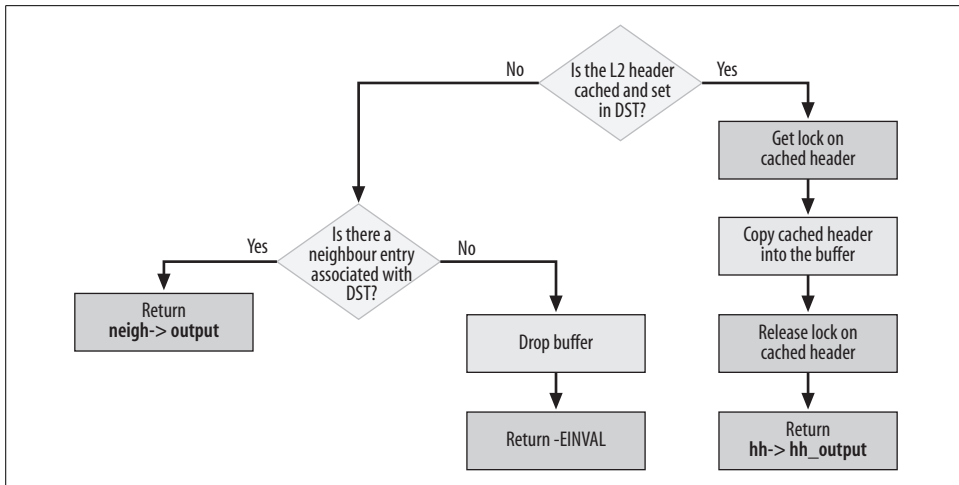 No
Is the L2 header
cached and set
in DST?
Yes
Get lock on
cached header
Copy cached header
into the buffer
Release lock on
cached header
Return
hh-> hh_output
Yes
Is there a
neighbour entry
associated with
DST?
No
Return
neigh-> output
Drop buffer
Return -EINVAL